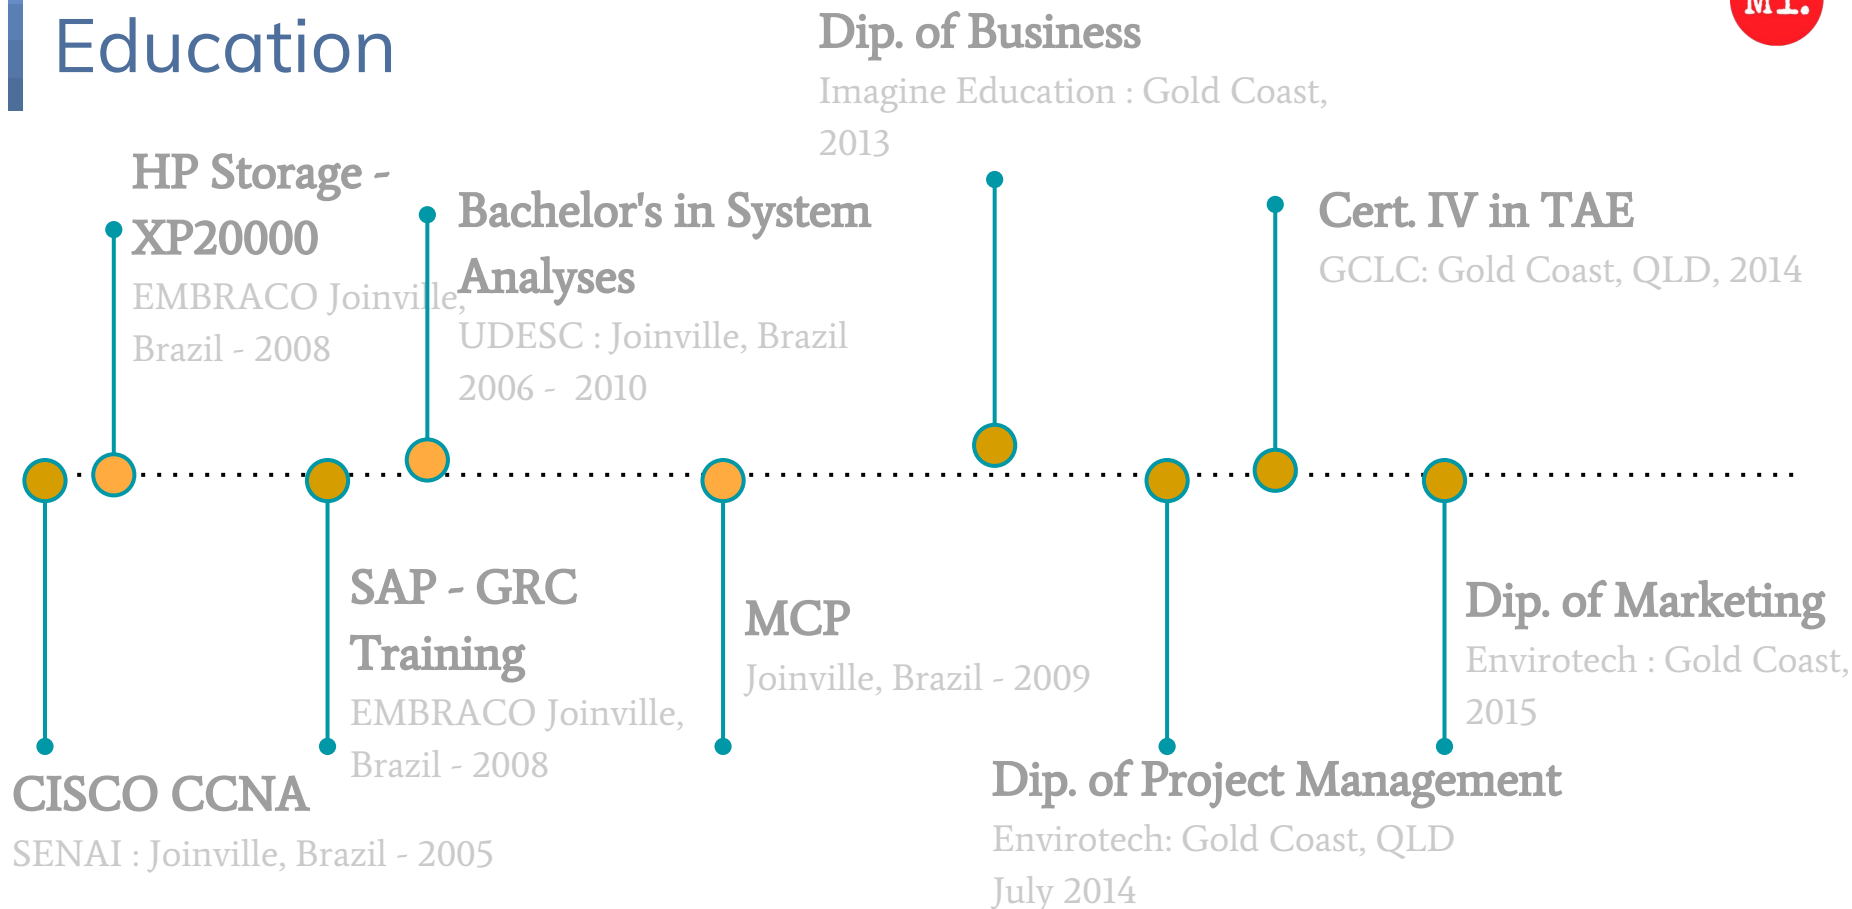 Education
MI.
Dip. of Business
Imagine Education : Gold Coast,
2013
HP Storage -
XP20000
EMBRACO Joinville,
Brazil - 2008
Bachelor's in System
Analyses
UDESC : Joinville, Brazil
2006 - 2010
Cert. IV in TAE
GCLC: Gold Coast, QLD, 2014
CISCO CCNA
SENAI : Joinville, Brazil - 2005
SAP - GRC
Training
EMBRACO Joinville,
Brazil - 2008
MCP
Joinville, Brazil - 2009
Dip. of Project Management
Envirotech: Gold Coast, QLD
July 2014
Dip. of Marketing
Envirotech : Gold Coast,
2015